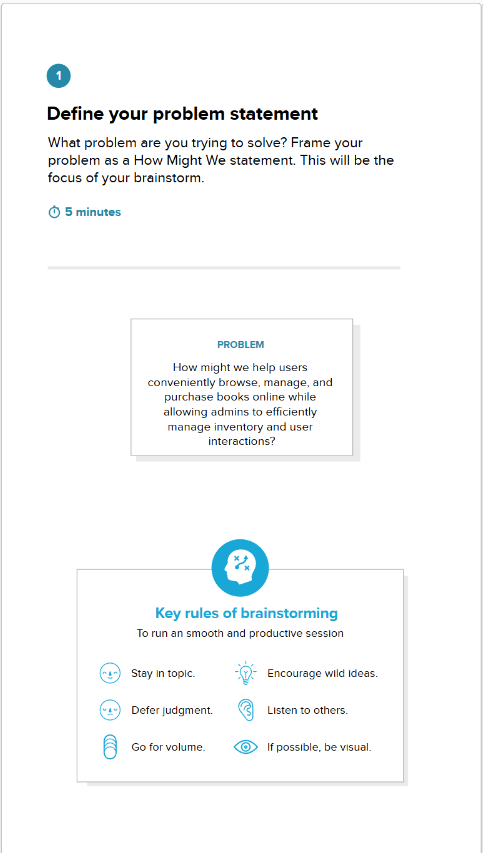 1
Define your problem statement
What problem are you trying to solve? Frame your
problem as a How Might We statement. This will be the
focus of your brainstorm.
5 minutes
PROBLEM
How might we help users
conveniently browse, manage, and
purchase books online while
allowing admins to efficiently
manage inventory and user
interactions?
Key rules of brainstorming
To run an smooth and productive session
Stay in topic.
Encourage wild ideas.
Defer judgment.
Listen to others.
Go for volume.
If possible, be visual.